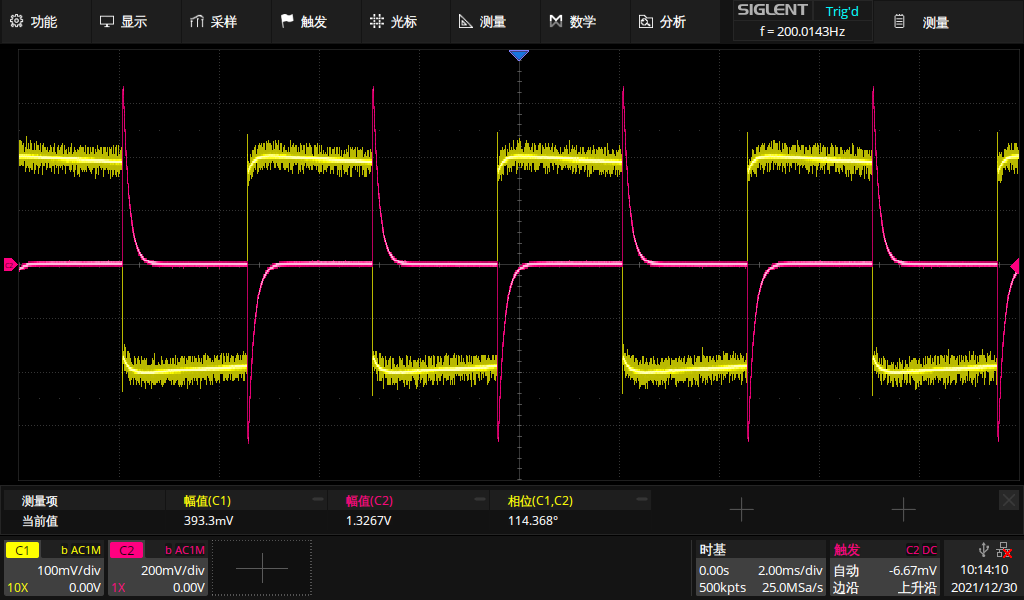 功能 显示 采样 触发 光标 测量 数学 分析 SIGLENT Trig'd 测量
f = 200.0143Hz
测量项 幅值(C1) 幅值(C2) 相位(C1,C2)
当前值 393.3mV 1.3267V 114.368°
C1 b AC1M C2 b AC1M 时基 触发 C2 DC
100mV/div 200mV/div 0.00s 2.00ms/div 自动 -6.67mV 10:14:10
10X 0.00V 1X 0.00V 500kpts 25.0MSa/s 边沿 上升沿 2021/12/30